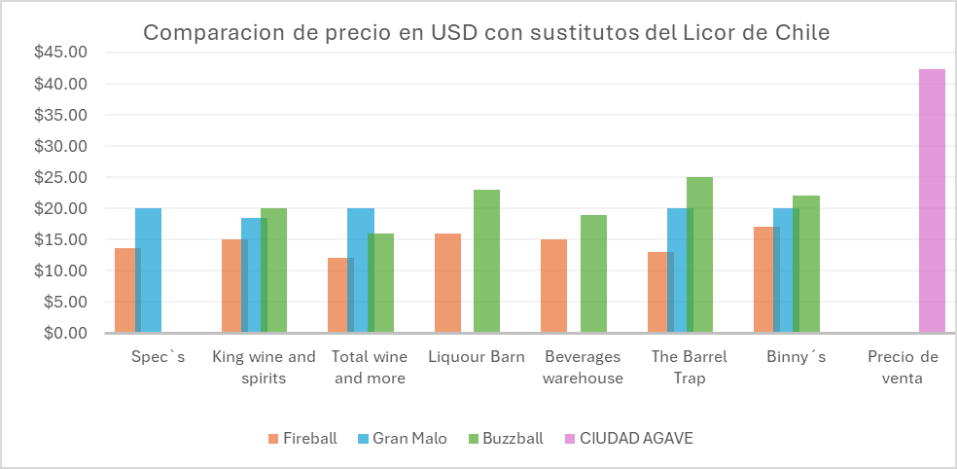 Comparacion de precio en USD con sustitutos del Licor de Chile
$45.00
$40.00
$35.00
$30.00
$25.00
$20.00
$15.00
$10.00
$5.00
$0.00
Spec`s
King wine and
spirits
Total wine
and more
Liquour Barn
Beverages
warehouse
The Barrel
Trap
Binny´s
Precio de
venta
Fireball
Gran Malo
Buzzball
CIUDAD AGAVE